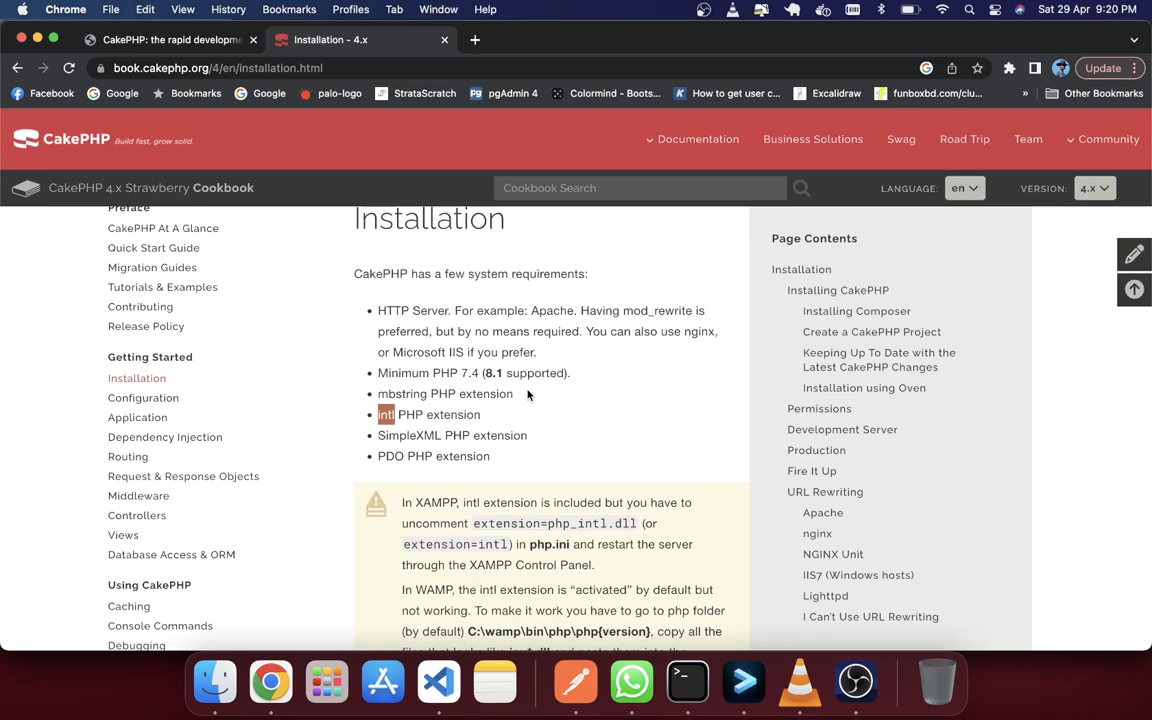 Chrome File Edit View History Bookmarks Profiles Tab Window Help Sat 29 Apr 9:20 PM
CakePHP: the rapid developme Installation - 4.x
book.cakephp.org/4/en/installation.html Update
Facebook Google Bookmarks Google palo-logo StrataScratch pgAdmin 4 Colormind - Boots... How to get user c... Excalidraw funboxbd.com/clu... » Other Bookmarks
CakePHP Build fast, grow solid. Documentation Business Solutions Swag Road Trip Team Community
CakePHP 4.x Strawberry Cookbook Cookbook Search LANGUAGE: en VERSION: 4.x
Preface
CakePHP At A Glance
Quick Start Guide
Migration Guides
Tutorials & Examples
Contributing
Release Policy
Getting Started
Installation
Configuration
Application
Dependency Injection
Routing
Request & Response Objects
Middleware
Controllers
Views
Database Access & ORM
Using CakePHP
Caching
Console Commands
Debugging
Installation
CakePHP has a few system requirements:
• HTTP Server. For example: Apache. Having mod_rewrite is
preferred, but by no means required. You can also use nginx,
or Microsoft IIS if you prefer.
• Minimum PHP 7.4 (8.1 supported).
• mbstring PHP extension
• intl PHP extension
• SimpleXML PHP extension
• PDO PHP extension
In XAMPP, intl extension is included but you have to
uncomment extension=php_intl.dll (or
extension=intl) in php.ini and restart the server
through the XAMPP Control Panel.
In WAMP, the intl extension is “activated” by default but
not working. To make it work you have to go to php folder
(by default) C:\wamp\bin\php\php{version}, copy all the
Page Contents
Installation
Installing CakePHP
Installing Composer
Create a CakePHP Project
Keeping Up To Date with the
Latest CakePHP Changes
Installation using Oven
Permissions
Development Server
Production
Fire It Up
URL Rewriting
Apache
nginx
NGINX Unit
IIS7 (Windows hosts)
Lighttpd
I Can't Use URL Rewriting